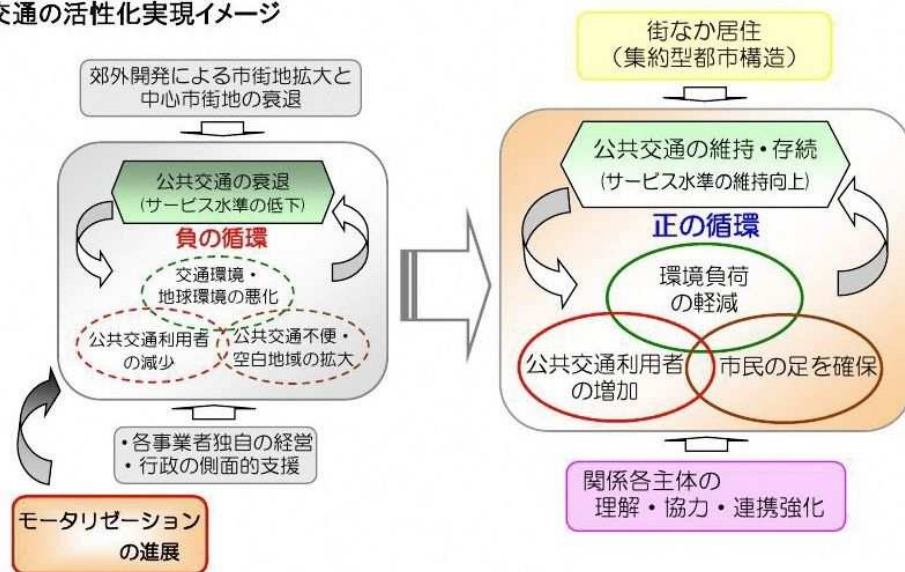 交通の活性化実現イメージ
郊外開発による市街地拡大と
中心市街地の衰退
公共交通の衰退
(サービス水準の低下)
負の循環
交通環境・
地球環境の悪化
公共交通利用者
の減少
公共交通不便・
空白地域の拡大
・各事業者独自の経営
・行政の側面的支援
モータリゼーション
の進展
街なか居住
(集約型都市構造)
公共交通の維持・存続
(サービス水準の維持向上)
正の循環
環境負荷
の軽減
公共交通利用者
の増加
市民の足を確保
関係各主体の
理解・協力・連携強化